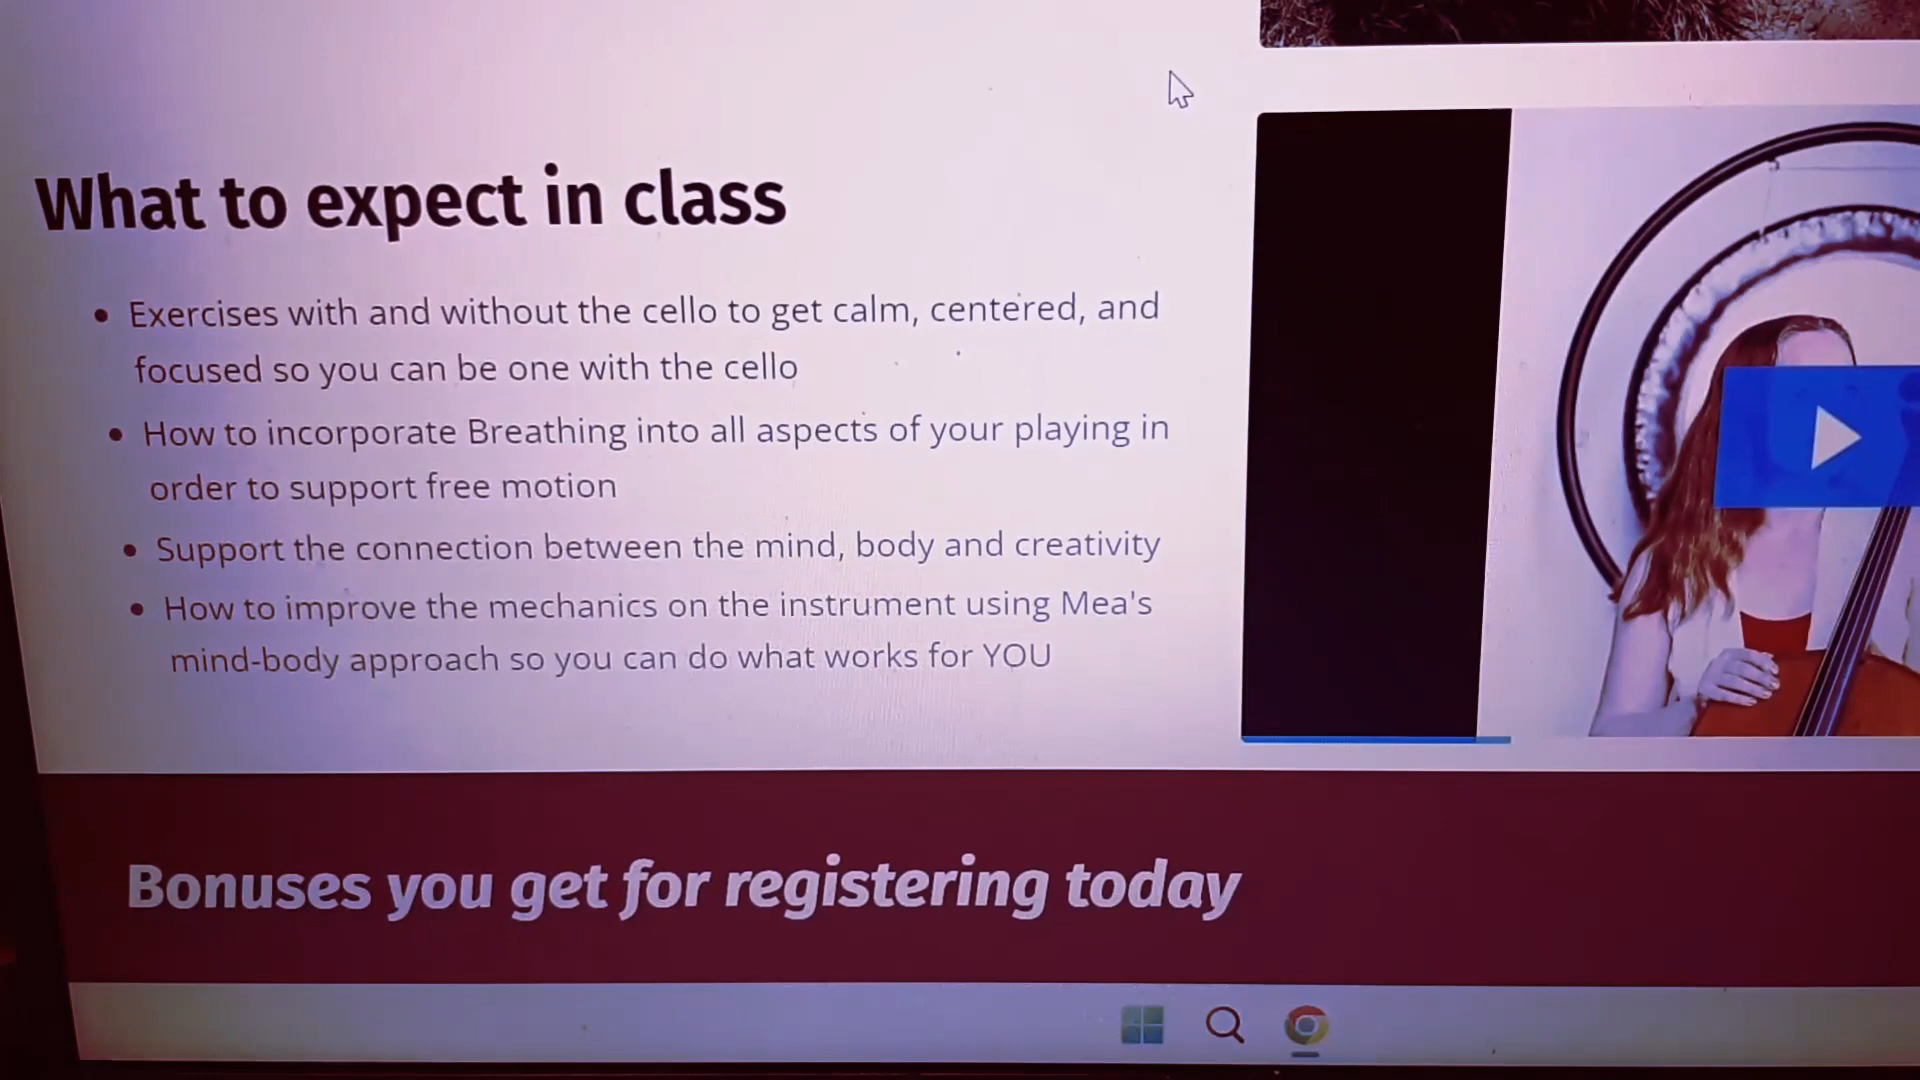 What to expect in class
• Exercises with and without the cello to get calm, centered, and
focused so you can be one with the cello
• How to incorporate Breathing into all aspects of your playing in
order to support free motion
• Support the connection between the mind, body and creativity
• How to improve the mechanics on the instrument using Mea's
mind-body approach so you can do what works for YOU
Bonuses you get for registering today